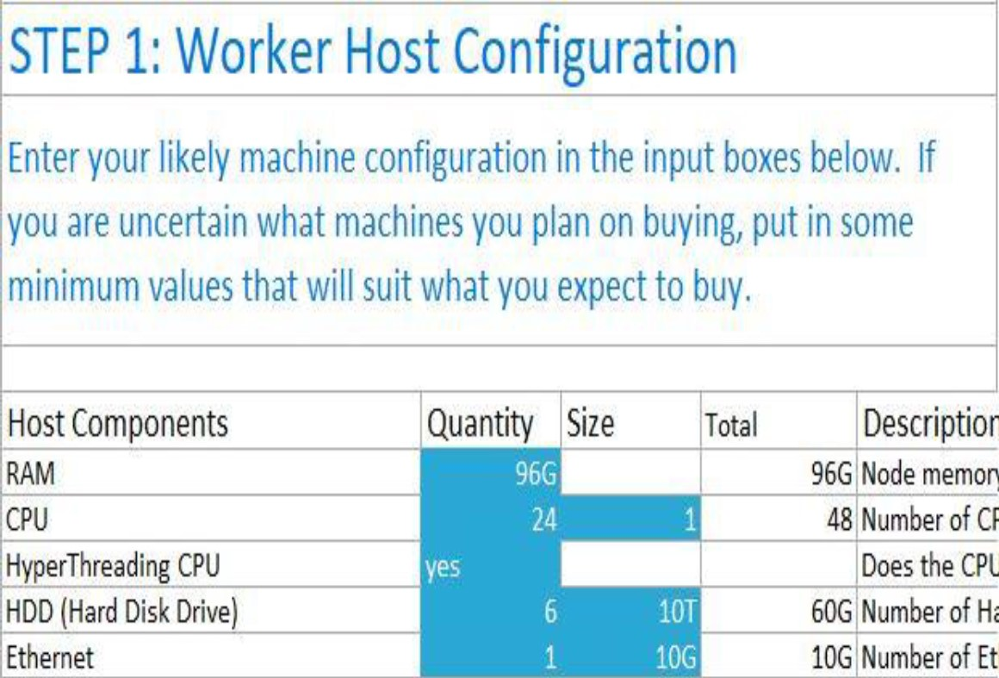 STEP 1: Worker Host Configuration
Enter your likely machine configuration in the input boxes below. If
you are uncertain what machines you plan on buying, put in some
minimum values that will suit what you expect to buy.
Host Components Quantity Size Total Description
RAM 96G 96G Node memory
CPU 24 1 48 Number of
HyperThreading CPU yes Does the CPU
HDD (Hard Disk Drive) 6 10T 60G Number of
Ethernet 1 10G 10G Number of